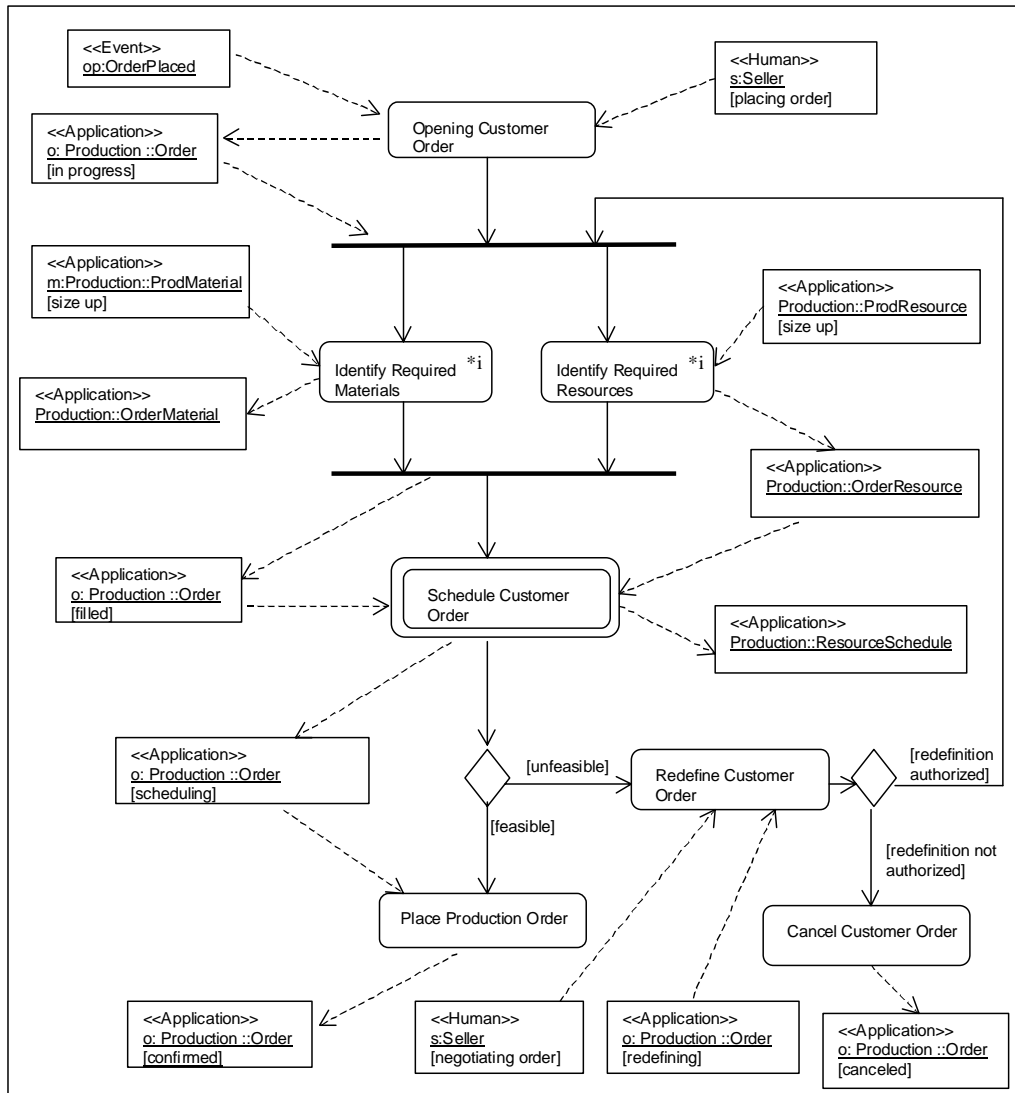 <<Event>>
op:OrderPlaced
<<Human>>
s:Seller
[placing order]
Opening Customer
Order
<<Application>>
o: Production ::Order
[in progress]
<<Application>>
m:Production::ProdMaterial
[size up]
<<Application>>
Production::ProdResource
[size up]
Identify Required
Materials
*i
Identify Required
Resources
*i
<<Application>>
Production::OrderMaterial
<<Application>>
Production::OrderResource
<<Application>>
o: Production ::Order
[filled]
Schedule Customer
Order
<<Application>>
Production::ResourceSchedule
<<Application>>
o: Production ::Order
[scheduling]
[unfeasible]
Redefine Customer
Order
[redefinition
authorized]
[feasible]
[redefinition not
authorized]
Place Production Order
Cancel Customer Order
<<Application>>
o: Production ::Order
[confirmed]
<<Human>>
s:Seller
[negotiating order]
<<Application>>
o: Production ::Order
[redefining]
<<Application>>
o: Production ::Order
[canceled]